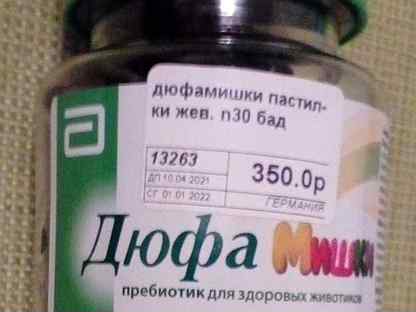 дюфамишки пастил-
ки жев. n30 бад
13263
ДП 10.04.2021
СГ 01.01.2022
350.0р
ГЕРМАНИЯ
Дюфа Мишки
пребиотик для здоровых животиков